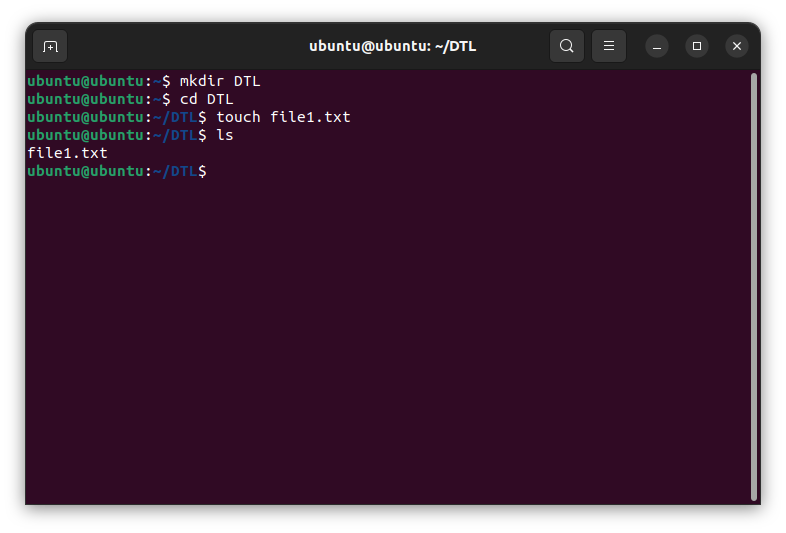 ubuntu@ubuntu: ~/DTL
ubuntu@ubuntu:~$ mkdir DTL
ubuntu@ubuntu:~$ cd DTL
ubuntu@ubuntu:~/DTL$ touch file1.txt
ubuntu@ubuntu:~/DTL$ ls
file1.txt
ubuntu@ubuntu:~/DTL$